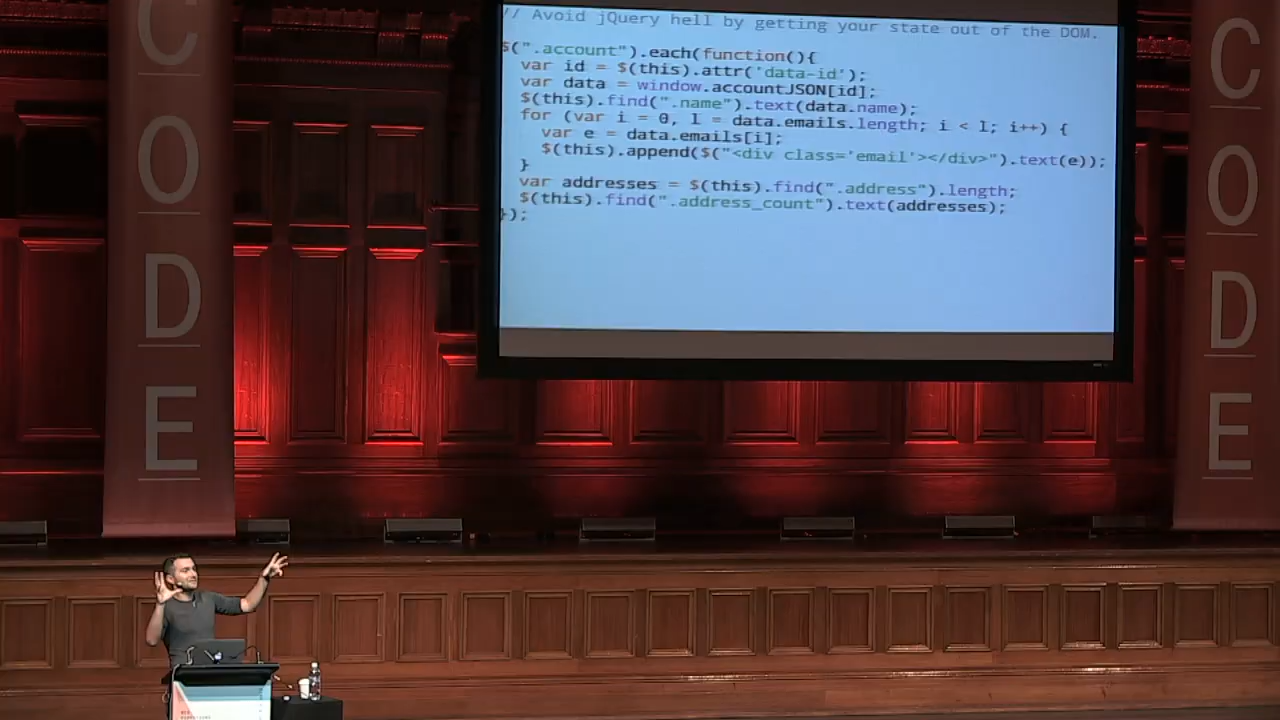 // Avoid jQuery hell by getting your state out of the DOM.
$(".account").each(function(){
var id = $(this).attr('data-id');
var data = window.accountJSON[id];
$(this).find(".name").text(data.name);
for (var i = 0, l = data.emails.length; i < l; i++) {
var e = data.emails[i];
$(this).append($("<div class='email'></div>").text(e));
}
var addresses = $(this).find(".address").length;
$(this).find(".address_count").text(addresses);
});
CODE
CODE